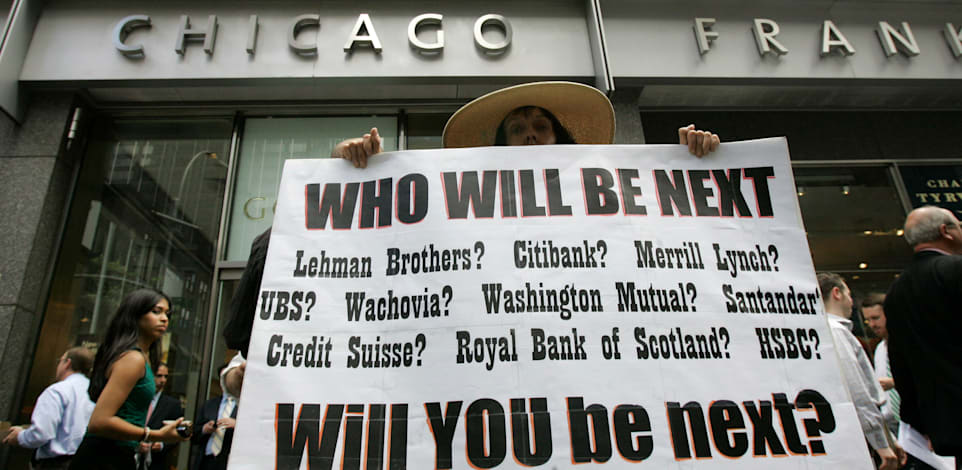 CHICAGO FRANK
WHO WILL BE NEXT
Lehman Brothers? Citibank? Merrill Lynch?
UBS? Wachovia? Washington Mutual? Santandar'
Credit Suisse? Royal Bank of Scotland? HSBC?
Will YOU be next?